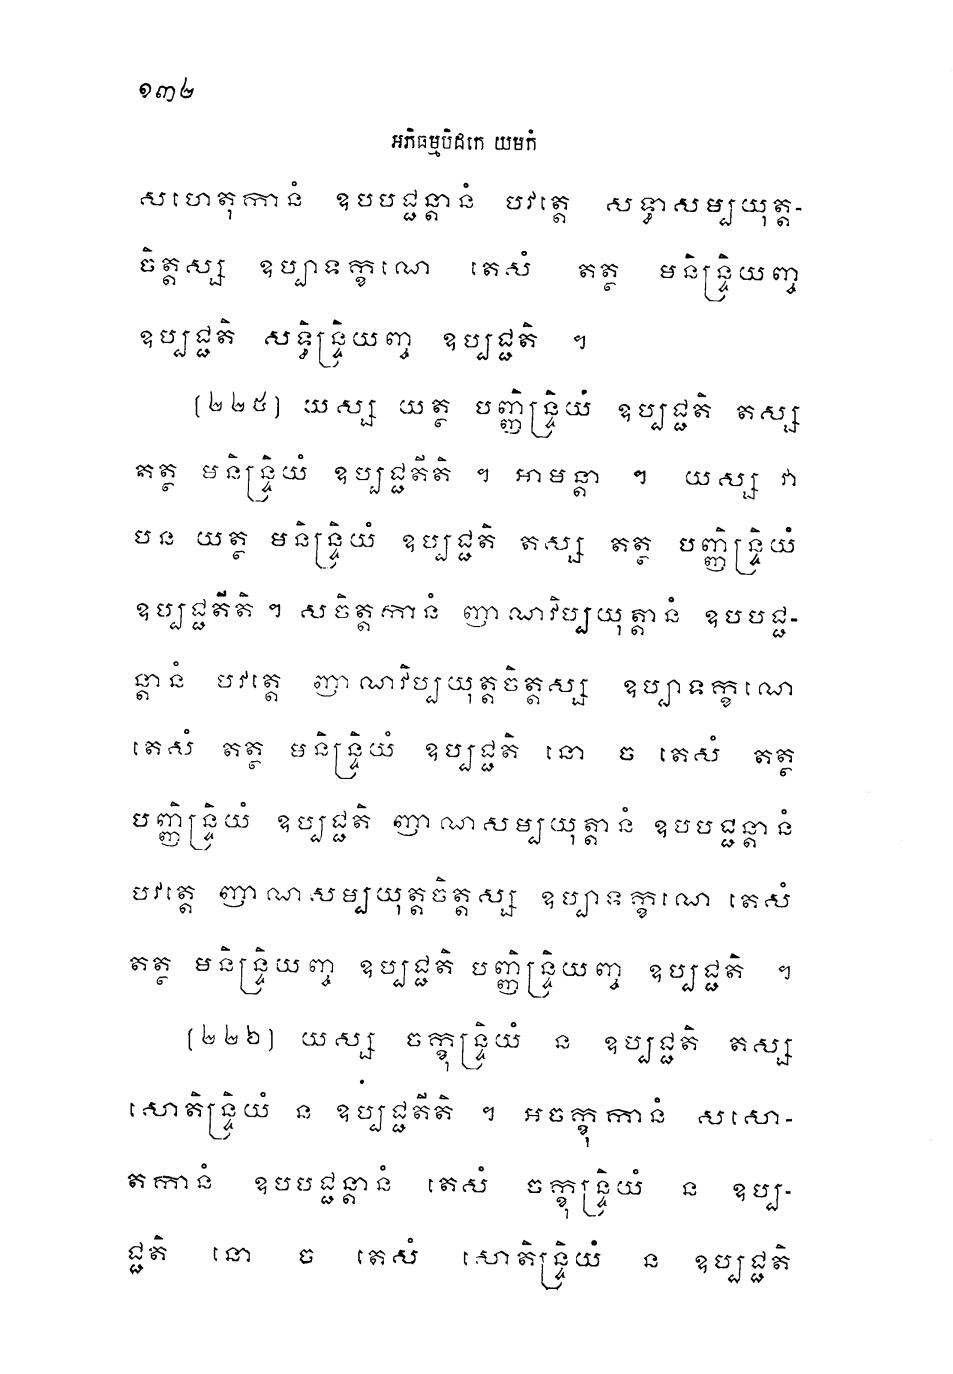 ១៣២
អភិធម្មបិដកេ យមកំ
សហេតុកានំ ឧបបជ្ជន្តានំ បវត្តេ សទ្ធាសម្បយុត្ត-
ចិត្តស្ស ឧប្បាទក្ខណេ តេសំ តត្ថ មនិន្ទ្រិយញ្ច
ឧប្បជ្ជតិ សទ្ធិន្ទ្រិយញ្ច ឧប្បជ្ជតិ ។
(២២៥) យស្ស យត្ថ បញ្ញិន្ទ្រិយំ ឧប្បជ្ជតិ តស្ស
តត្ថ មនិន្ទ្រិយំ ឧប្បជ្ជតីតិ ។ អាមន្តា ។ យស្ស វា
បន យត្ថ មនិន្ទ្រិយំ ឧប្បជ្ជតិ តស្ស តត្ថ បញ្ញិន្ទ្រិយំ
ឧប្បជ្ជតីតិ ។ សចិត្តកានំ ញាណវិប្បយុត្តានំ ឧបបជ្ជ-
ន្តានំ បវត្តេ ញាណវិប្បយុត្តចិត្តស្ស ឧប្បាទក្ខណេ
តេសំ តត្ថ មនិន្ទ្រិយំ ឧប្បជ្ជតិ នោ ច តេសំ តត្ថ
បញ្ញិន្ទ្រិយំ ឧប្បជ្ជតិ ញាណសម្បយុត្តានំ ឧបបជ្ជន្តានំ
បវត្តេ ញាណសម្បយុត្តចិត្តស្ស ឧប្បាទក្ខណេ តេសំ
តត្ថ មនិន្ទ្រិយញ្ច ឧប្បជ្ជតិ បញ្ញិន្ទ្រិយញ្ច ឧប្បជ្ជតិ ។
(២២៦) យស្ស ចក្ខុន្ទ្រិយំ ន ឧប្បជ្ជតិ តស្ស
សោតិន្ទ្រិយំ ន ឧប្បជ្ជតីតិ ។ អចក្ខុកានំ សសោ-
តកានំ ឧបបជ្ជន្តានំ តេសំ ចក្ខុន្ទ្រិយំ ន ឧប្ប-
ជ្ជតិ នោ ច តេសំ សោតិន្ទ្រិយំ ន ឧប្បជ្ជតិ